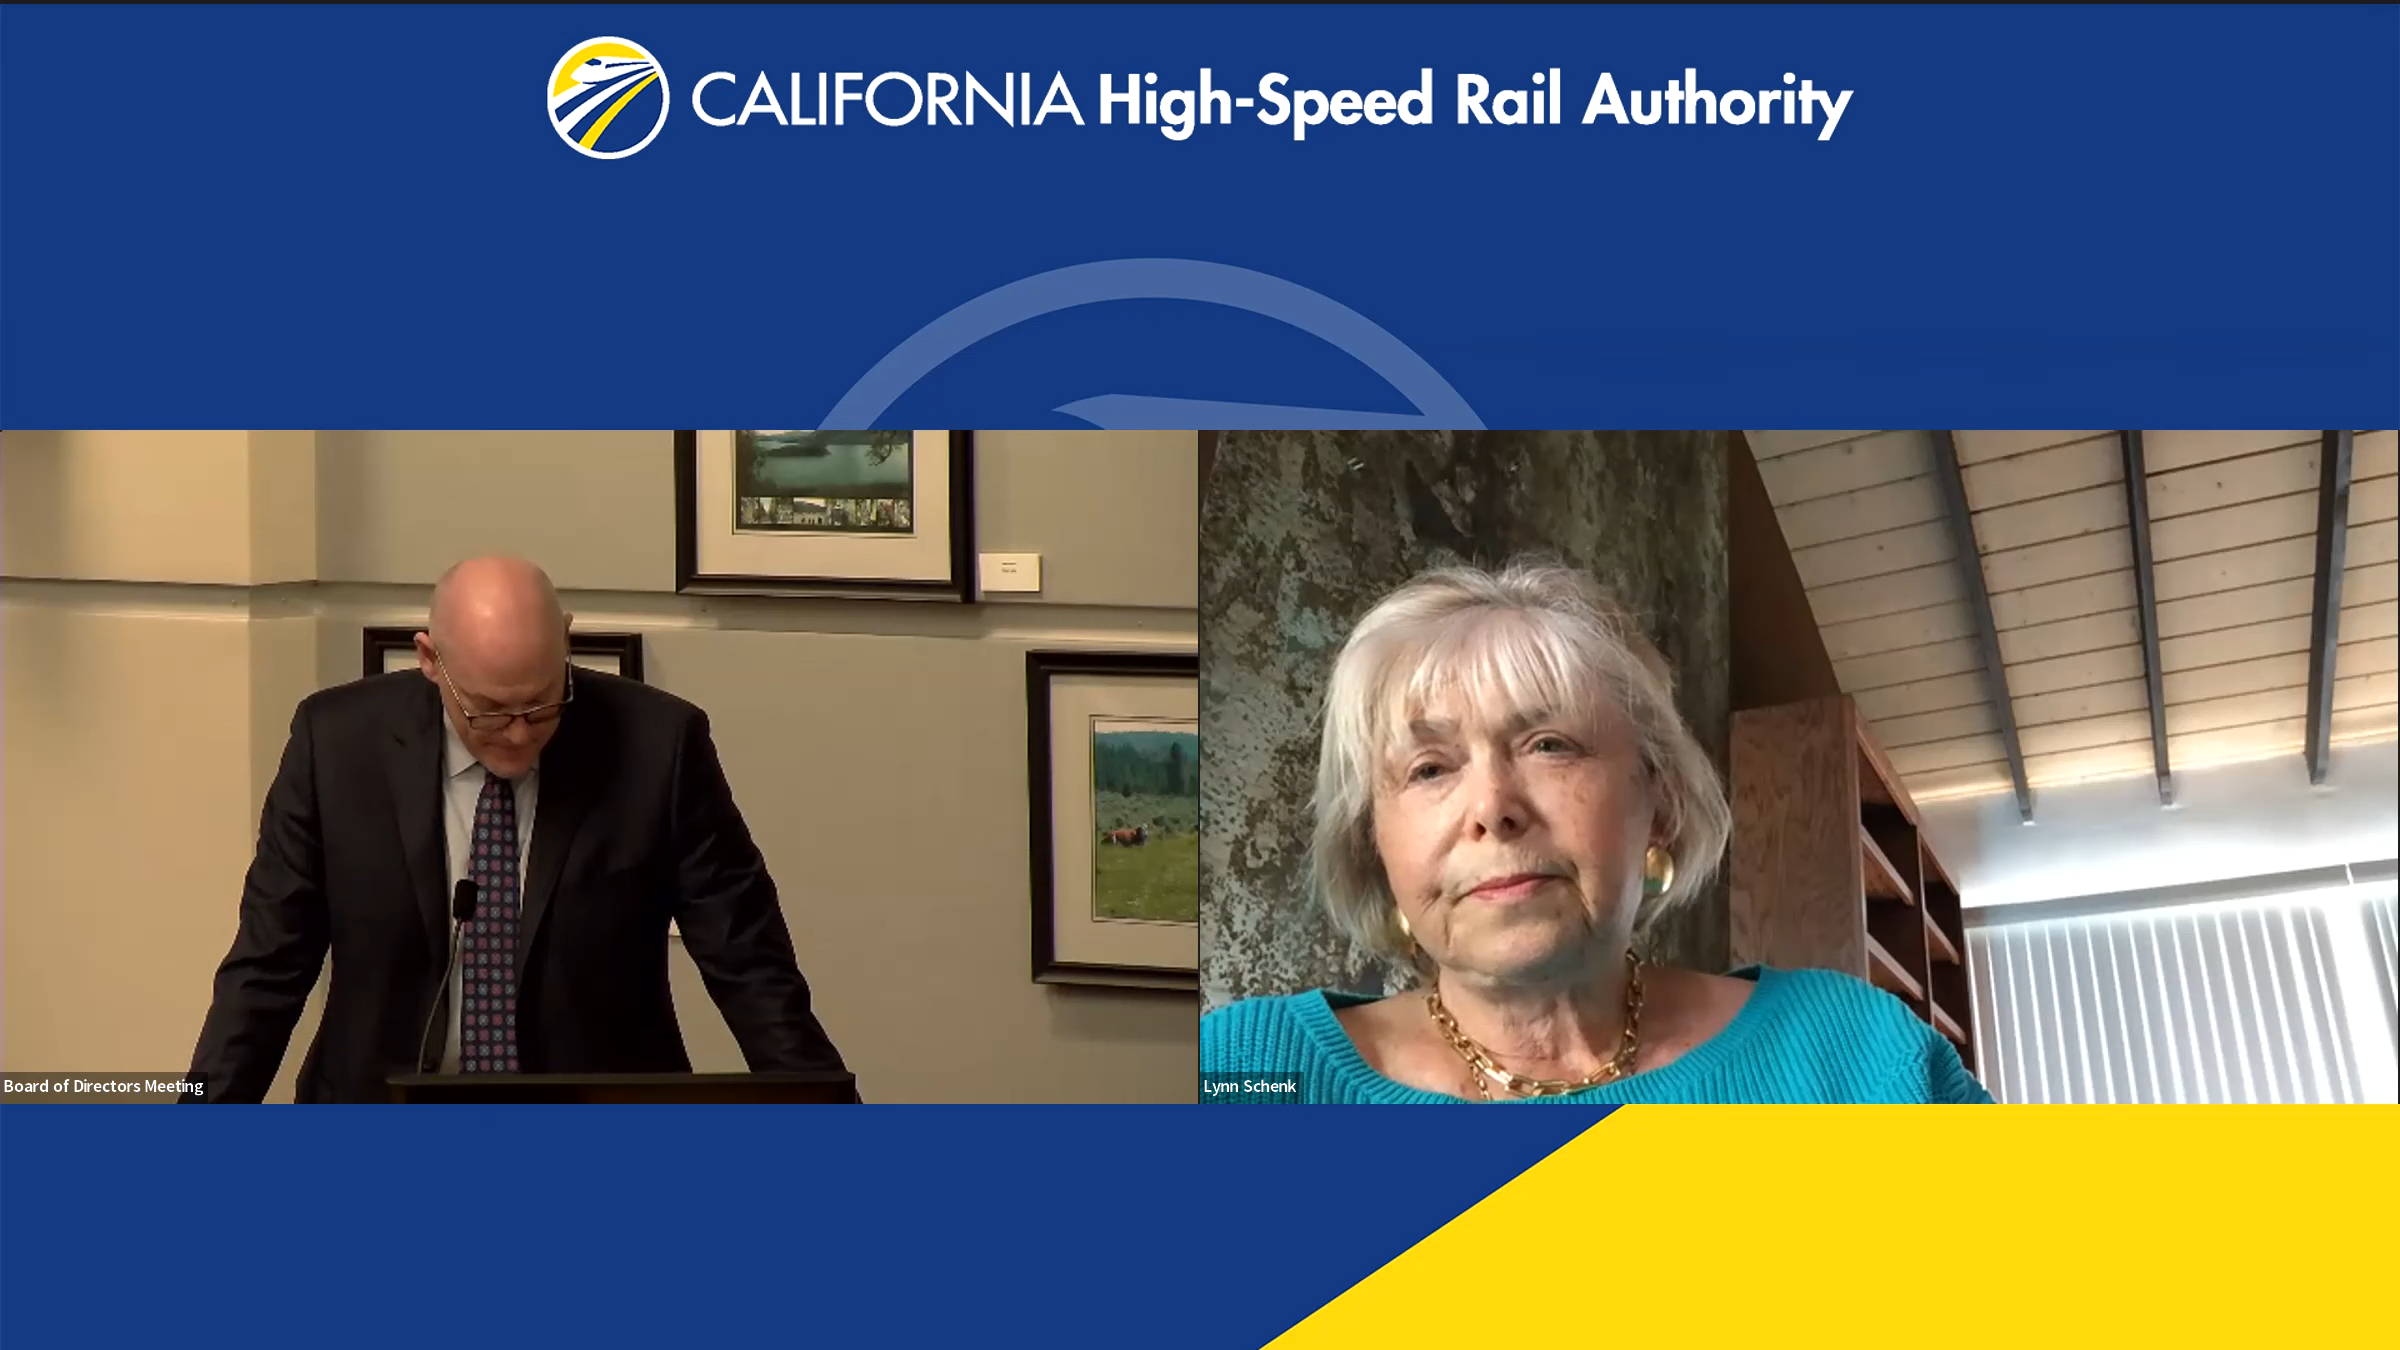 CALIFORNIA High-Speed Rail Authority
Board of Directors Meeting
Lynn Schenk